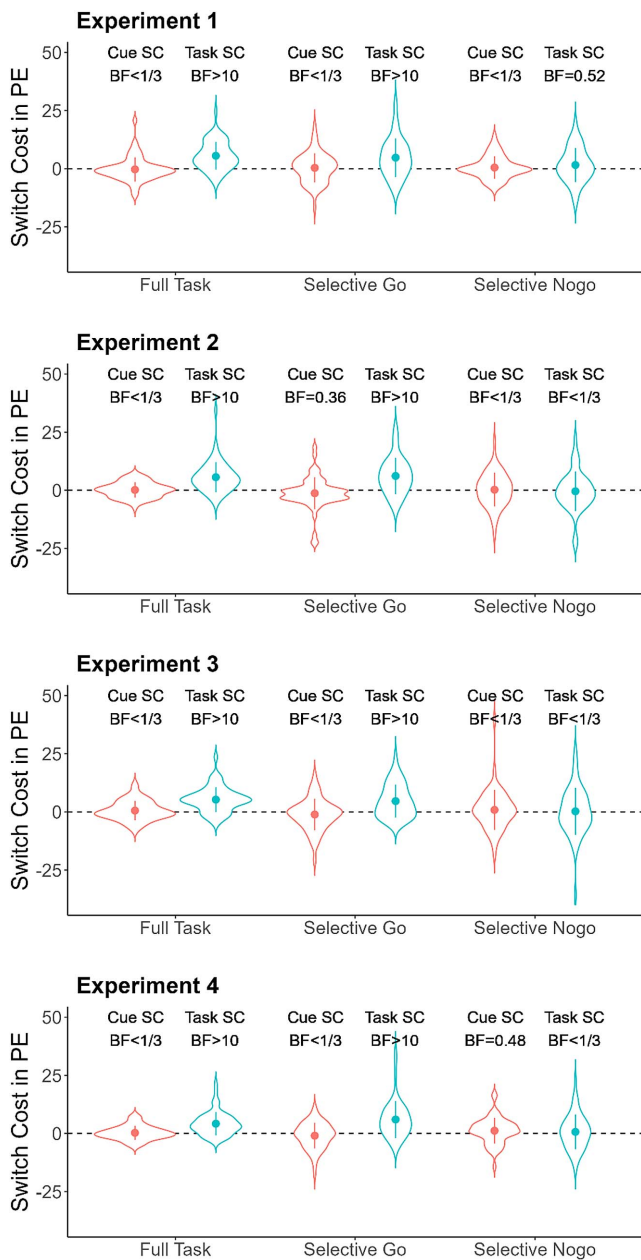 Experiment 1
Switch Cost in PE
50
25
0
-25
Cue SC Task SC Cue SC Task SC Cue SC Task SC
BF<1/3 BF>10 BF<1/3 BF>10 BF<1/3 BF=0.52
Full Task Selective Go Selective Nogo
Experiment 2
Switch Cost in PE
50
25
0
-25
Cue SC Task SC Cue SC Task SC Cue SC Task SC
BF<1/3 BF>10 BF=0.36 BF>10 BF<1/3 BF<1/3
Full Task Selective Go Selective Nogo
Experiment 3
Switch Cost in PE
50
25
0
-25
Cue SC Task SC Cue SC Task SC Cue SC Task SC
BF<1/3 BF>10 BF<1/3 BF>10 BF<1/3 BF<1/3
Full Task Selective Go Selective Nogo
Experiment 4
Switch Cost in PE
50
25
0
-25
Cue SC Task SC Cue SC Task SC Cue SC Task SC
BF<1/3 BF>10 BF<1/3 BF>10 BF=0.48 BF<1/3
Full Task Selective Go Selective Nogo